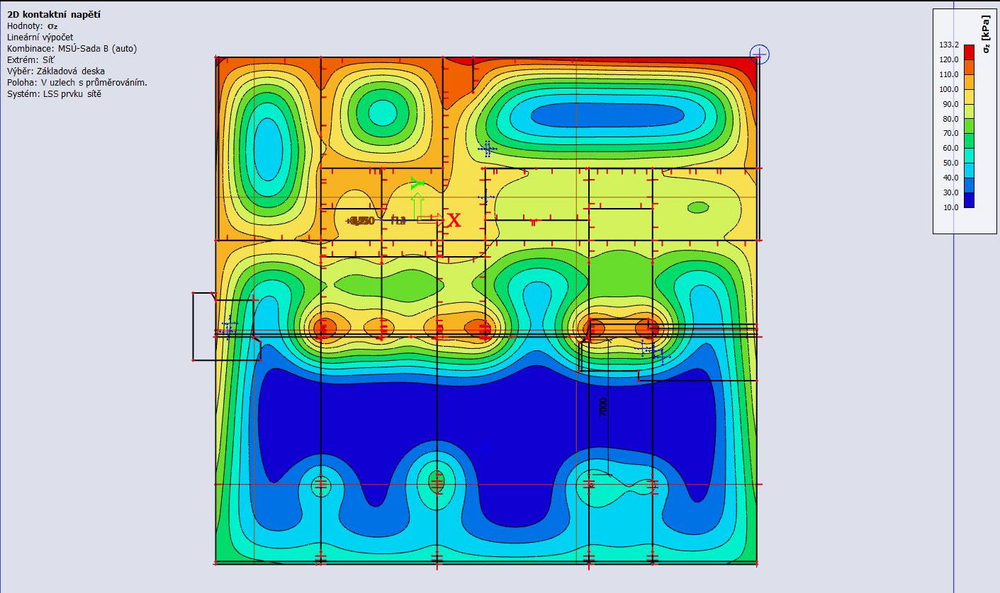 2D kontaktní napětí
Hodnoty: σz
Lineární výpočet
Kombinace: MSÚ-Sada B (auto)
Extrém: Síť
Výběr: Základová deska
Poloha: V uzlech s průměrováním.
Systém: LSS prvku sítě
σz [kPa]
133.2
120.0
110.0
100.0
90.0
80.0
70.0
60.0
50.0
40.0
30.0
10.0
Y
X
7000